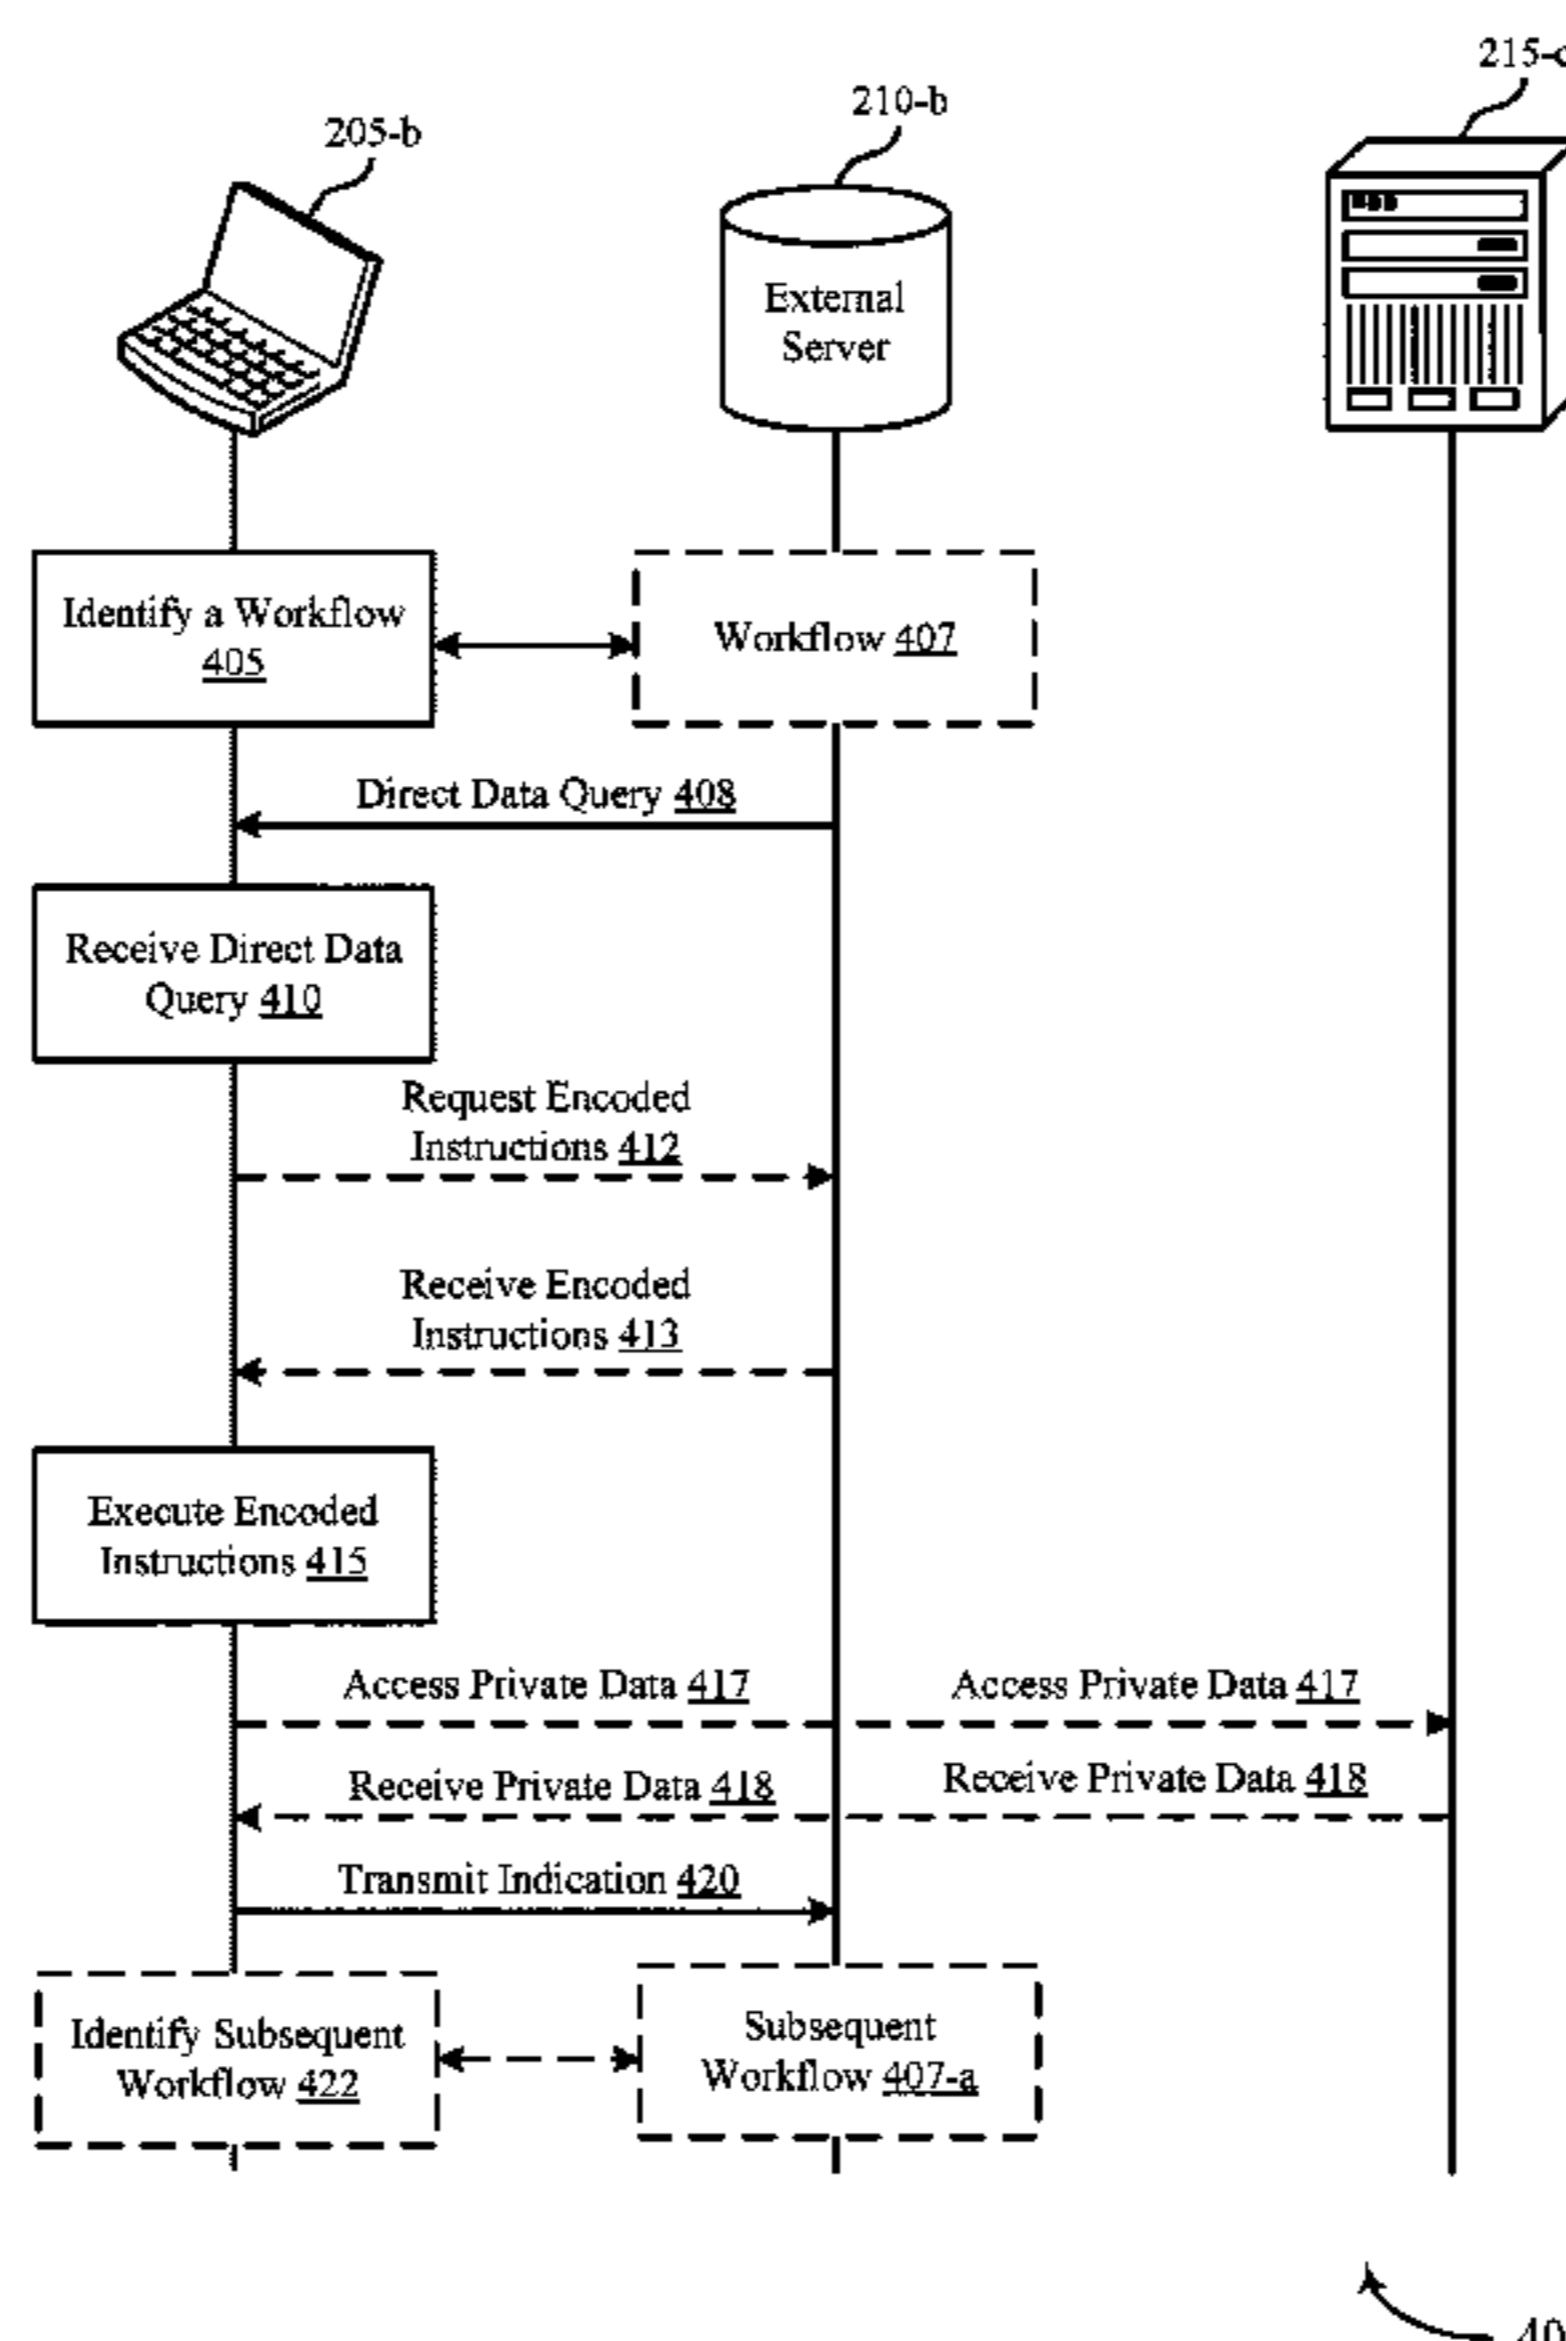 215-c
210-b
205-b
External
Server
Identify a Workflow
405
Workflow 407
Direct Data Query 408
Receive Direct Data
Query 410
Request Encoded
Instructions 412
Receive Encoded
Instructions 413
Execute Encoded
Instructions 415
Access Private Data 417
Access Private Data 417
Receive Private Data 418
Receive Private Data 418
Transmit Indication 420
Identify Subsequent
Workflow 422
Subsequent
Workflow 407-a